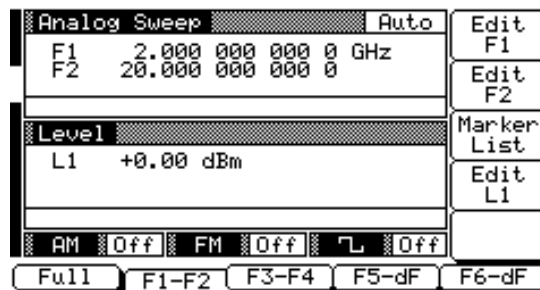 Analog Sweep Auto
F1 2.000 000 000 0 GHz
F2 20.000 000 000 0
Level
L1 +0.00 dBm
AM Off FM Off Off
Edit
F1
Edit
F2
Marker
List
Edit
L1
Full F1-F2 F3-F4 F5-dF F6-dF